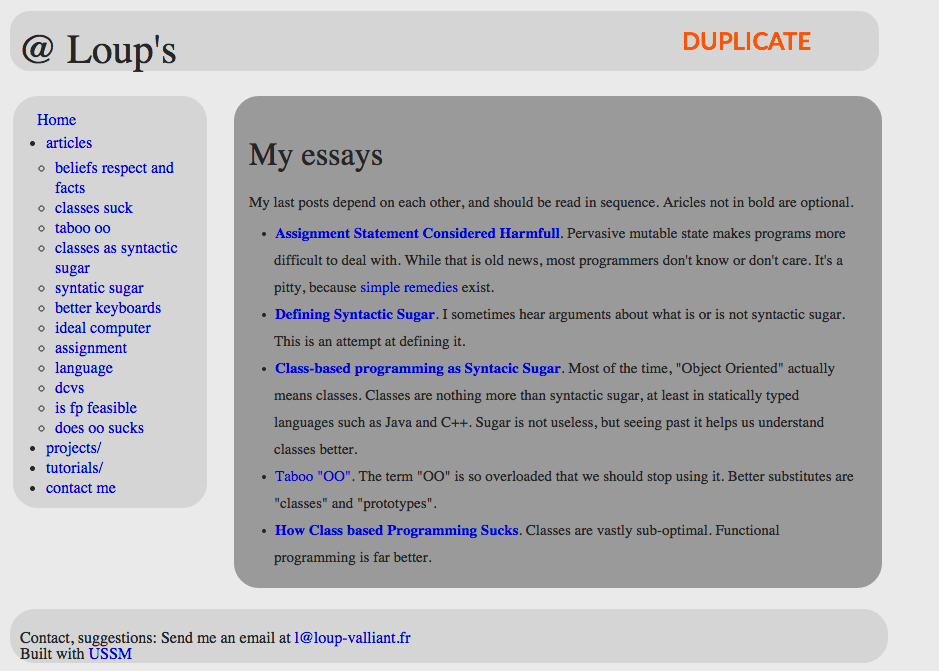 @ Loup's
DUPLICATE
Home
articles
beliefs respect and
facts
classes suck
taboo oo
classes as syntactic
sugar
syntatic sugar
better keyboards
ideal computer
assignment
language
dcvs
is fp feasible
does oo sucks
projects/
tutorials/
contact me
My essays
My last posts depend on each other, and should be read in sequence. Aricles not in bold are optional.
Assignment Statement Considered Harmfull. Pervasive mutable state makes programs more
difficult to deal with. While that is old news, most programmers don't know or don't care. It's a
pitty, because simple remedies exist.
Defining Syntactic Sugar. I sometimes hear arguments about what is or is not syntactic sugar.
This is an attempt at defining it.
Class-based programming as Syntacic Sugar. Most of the time, "Object Oriented" actually
means classes. Classes are nothing more than syntactic sugar, at least in statically typed
languages such as Java and C++. Sugar is not useless, but seeing past it helps us understand
classes better.
Taboo "OO". The term "OO" is so overloaded that we should stop using it. Better substitutes are
"classes" and "prototypes".
How Class based Programming Sucks. Classes are vastly sub-optimal. Functional
programming is far better.
Contact, suggestions: Send me an email at l@loup-valliant.fr
Built with USSM